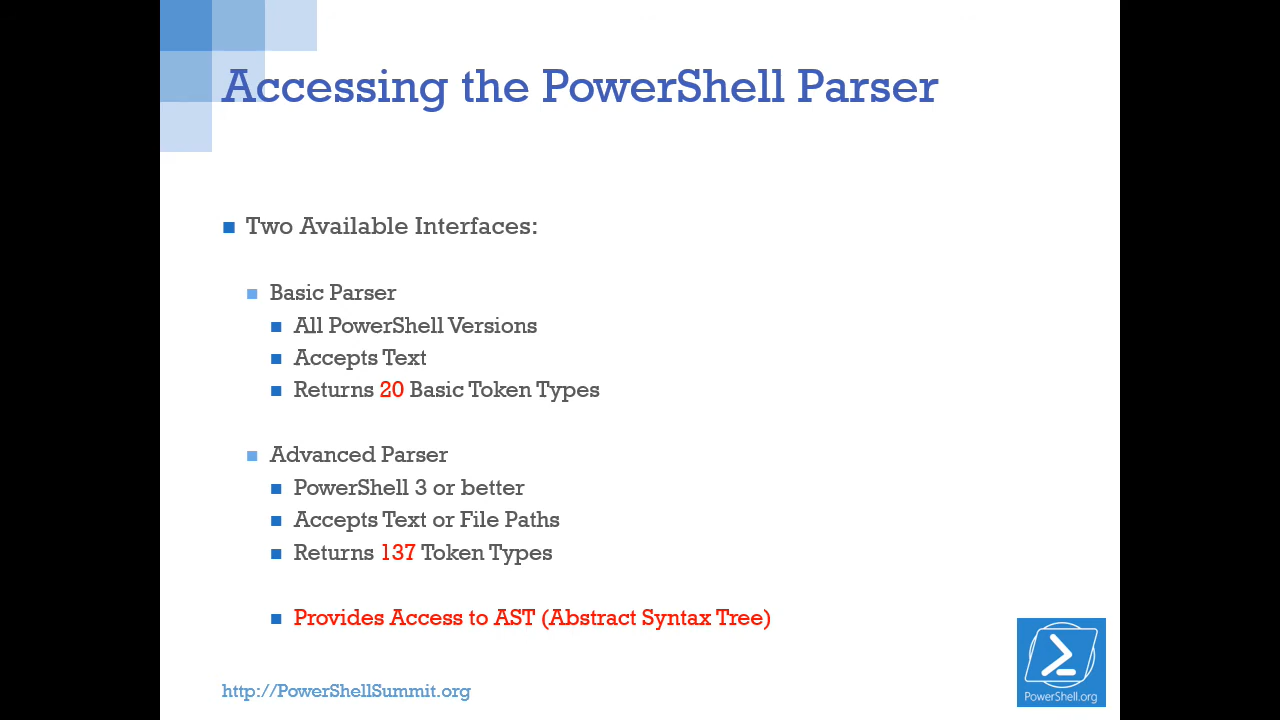 Accessing the PowerShell Parser
Two Available Interfaces:
Basic Parser
All PowerShell Versions
Accepts Text
Returns 20 Basic Token Types
Advanced Parser
PowerShell 3 or better
Accepts Text or File Paths
Returns 137 Token Types
Provides Access to AST (Abstract Syntax Tree)
http://PowerShellSummit.org
PowerShell.org